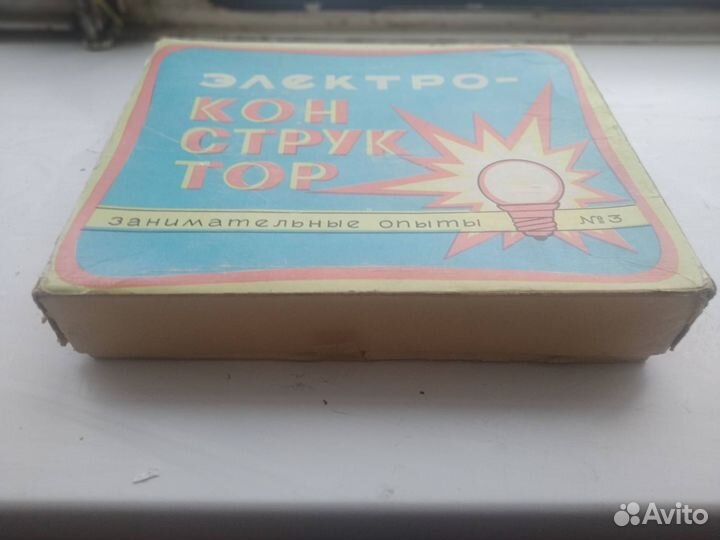 ЭЛЕКТРО-
КОН
СТРУК
ТОР
занимательные опыты №3
Avito